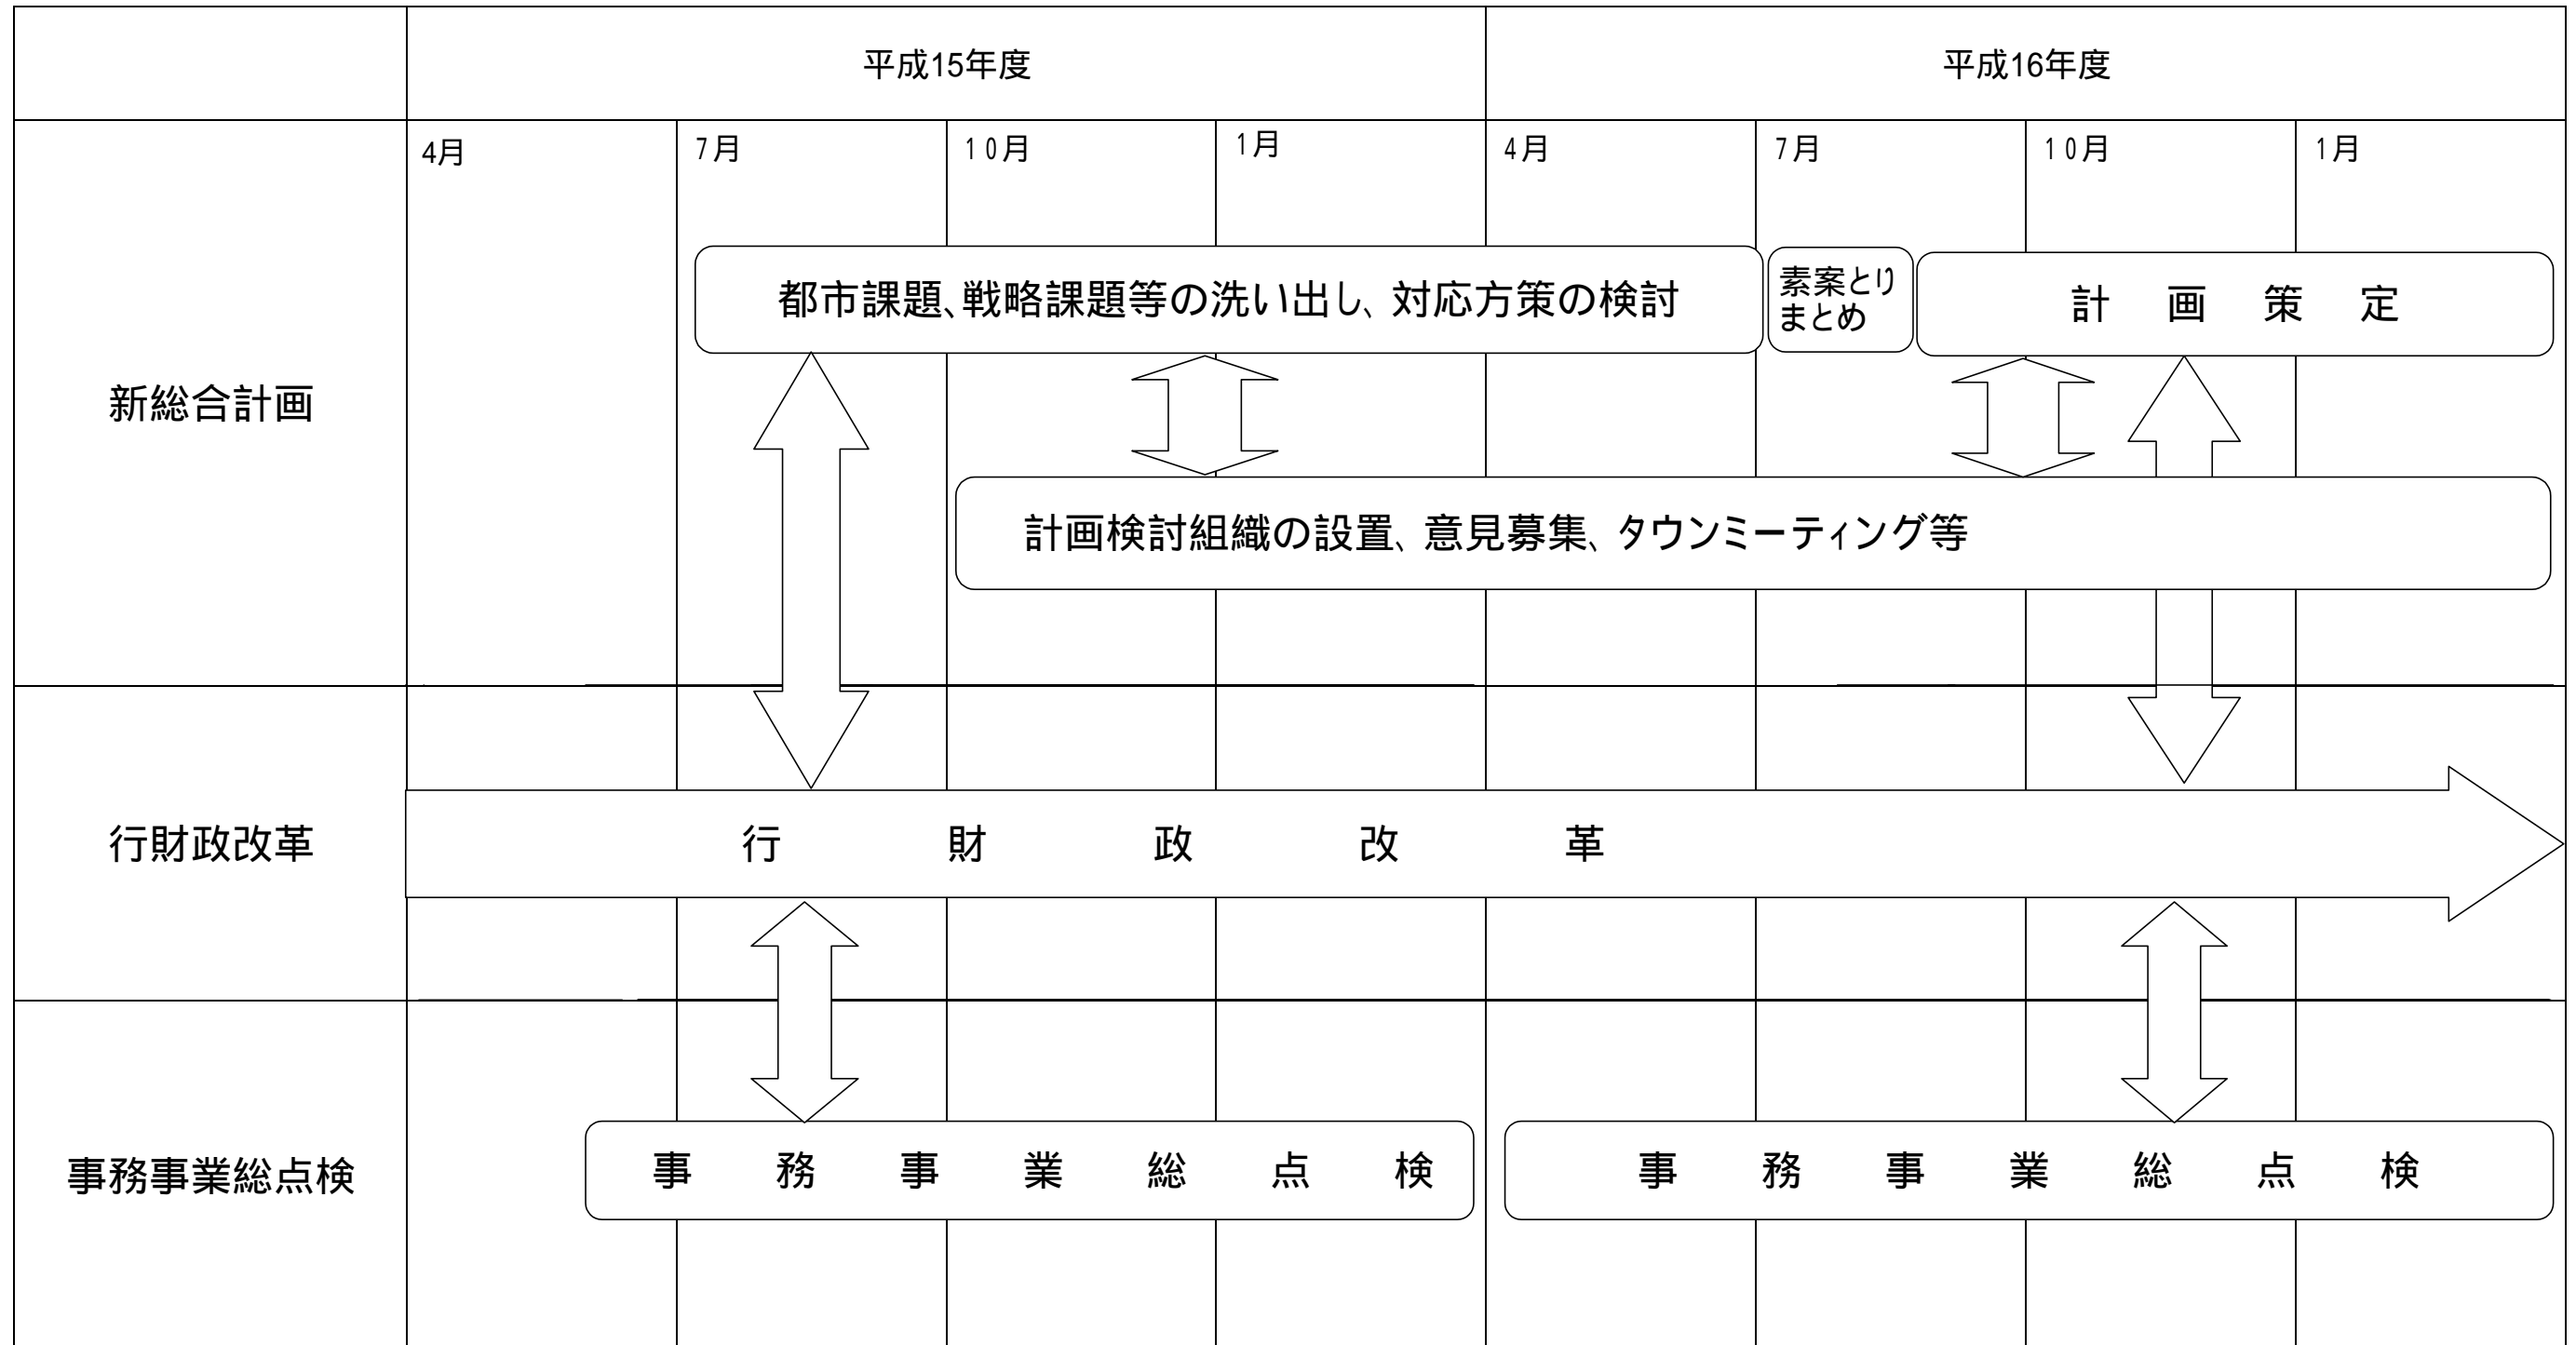 平成15年度
平成16年度
4月
7月
10月
1月
4月
7月
10月
1月
新総合計画
都市課題、戦略課題等の洗い出し、対応方策の検討
素案とり
まとめ
計画策定
計画検討組織の設置、意見募集、タウンミーティング等
行財政改革
行財政改革
事務事業総点検
事務事業総点検
事務事業総点検